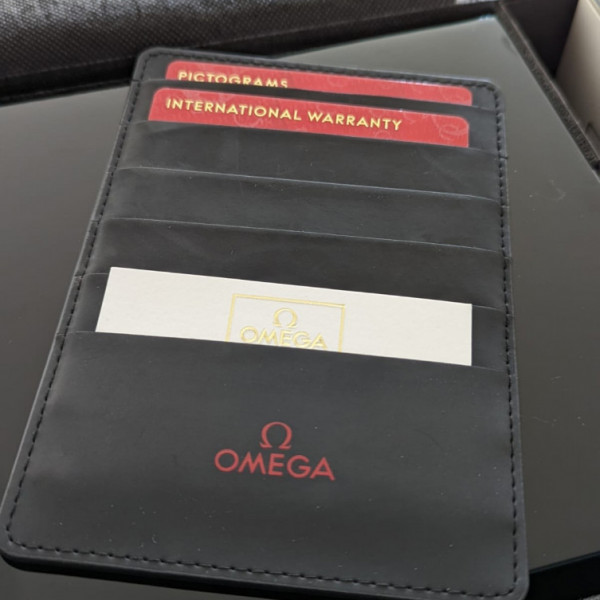 PICTOGRAMS
INTERNATIONAL WARRANTY
Ω
OMEGA
Ω
OMEGA